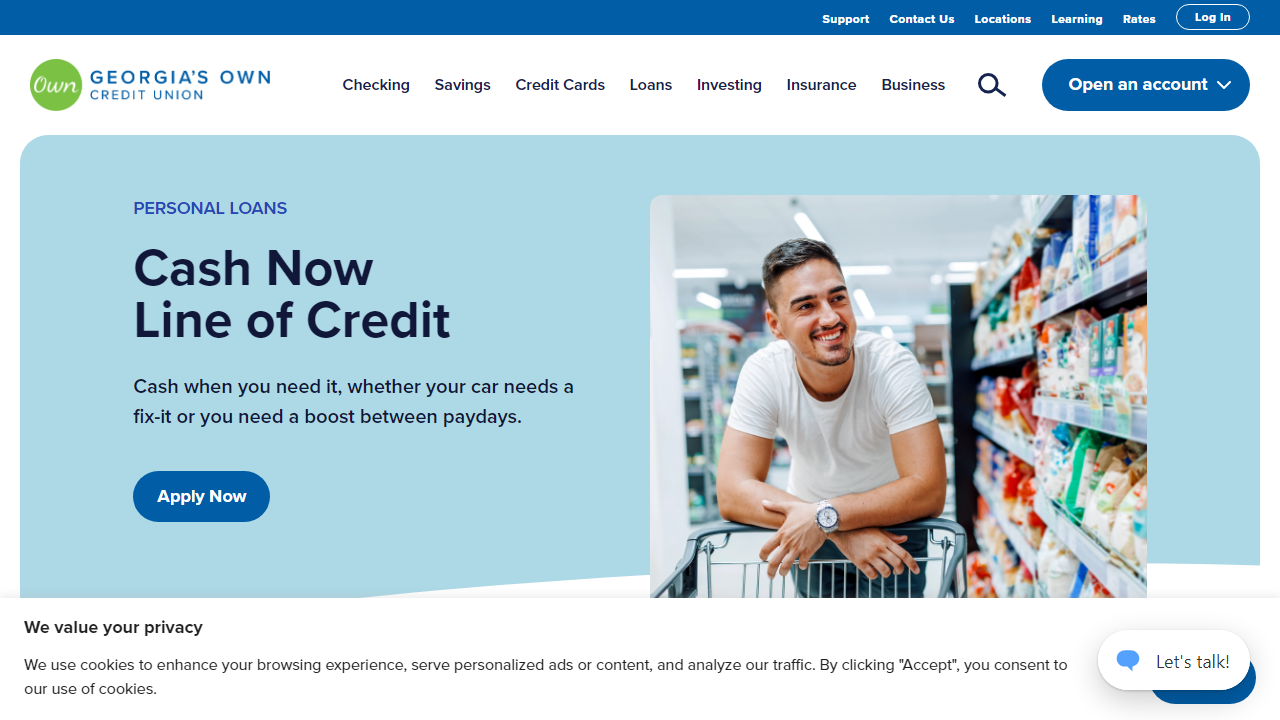 Support Contact Us Locations Learning Rates Log In
Own GEORGIA'S OWN
CREDIT UNION
Checking Savings Credit Cards Loans Investing Insurance Business Open an account
PERSONAL LOANS
Cash Now
Line of Credit
Cash when you need it, whether your car needs a
fix-it or you need a boost between paydays.
Apply Now
We value your privacy
We use cookies to enhance your browsing experience, serve personalized ads or content, and analyze our traffic. By clicking "Accept", you consent to
our use of cookies.
Let's talk!